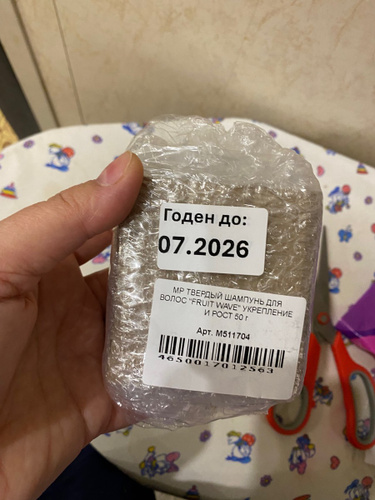 Годен до:
07.2026
МР ТВЕРДЫЙ ШАМПУНЬ ДЛЯ
ВОЛОС "FRUIT WAVE" УКРЕПЛЕНИЕ
И РОСТ 50 г
Арт. М511704
4650017012563